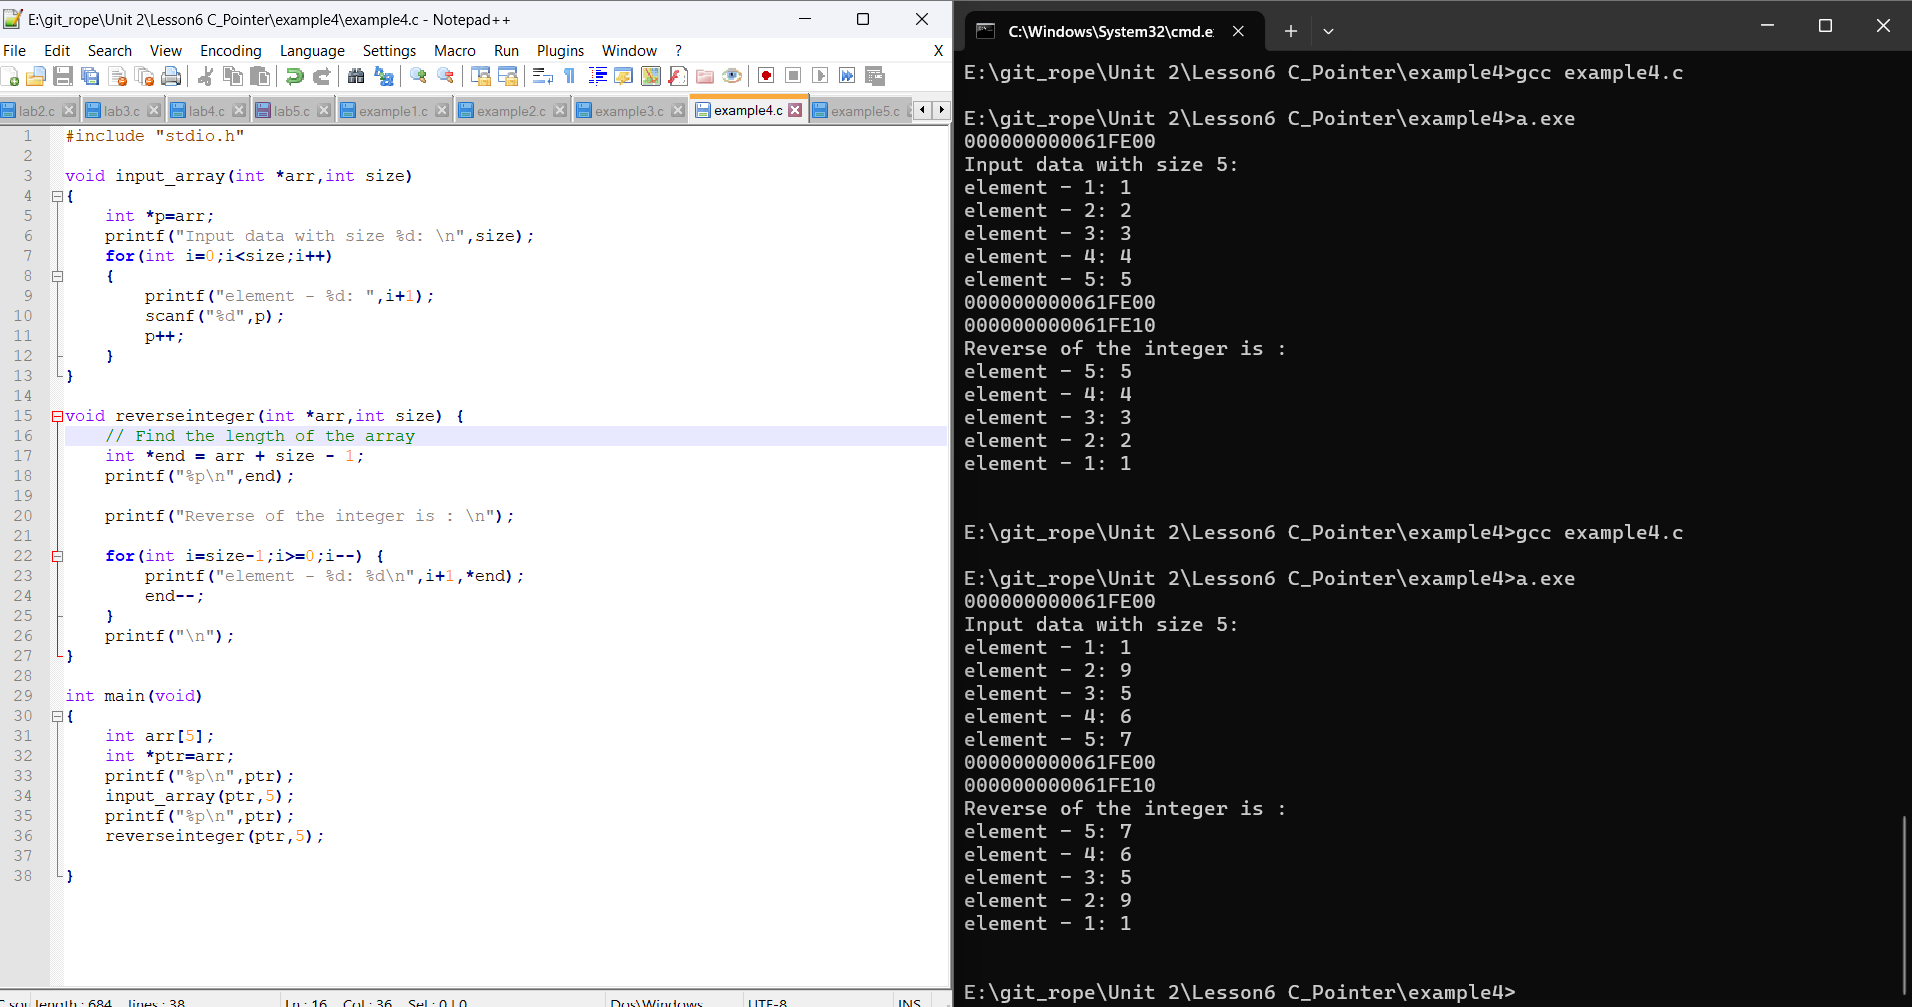 E:\git_rope\Unit 2\Lesson6 C_Pointer\example4\example4.c - Notepad++
File Edit Search View Encoding Language Settings Macro Run Plugins Window ? X
lab2.c lab3.c lab4.c lab5.c example1.c example2.c example3.c example4.c example5.c
1 #include "stdio.h"
2
3 void input_array(int *arr,int size)
4 {
5 int *p=arr;
6 printf("Input data with size %d: \n",size);
7 for(int i=0;i<size;i++)
8 {
9 printf("element - %d: ",i+1);
10 scanf("%d",p);
11 p++;
12 }
13 }
14
15 void reverseinteger(int *arr,int size) {
16 // Find the length of the array
17 int *end = arr + size - 1;
18 printf("%p\n",end);
19
20 printf("Reverse of the integer is : \n");
21
22 for(int i=size-1;i>=0;i--) {
23 printf("element - %d: %d\n",i+1,*end);
24 end--;
25 }
26 printf("\n");
27 }
28
29 int main(void)
30 {
31 int arr[5];
32 int *ptr=arr;
33 printf("%p\n",ptr);
34 input_array(ptr,5);
35 printf("%p\n",ptr);
36 reverseinteger(ptr,5);
37
38 }
length : 684 lines : 38 Ln : 16 Col : 36 Sel : 0 | 0 Dos\Windows UTF-8 INS
C:\Windows\System32\cmd.e
E:\git_rope\Unit 2\Lesson6 C_Pointer\example4>gcc example4.c
E:\git_rope\Unit 2\Lesson6 C_Pointer\example4>a.exe
000000000061FE00
Input data with size 5:
element - 1: 1
element - 2: 2
element - 3: 3
element - 4: 4
element - 5: 5
000000000061FE00
000000000061FE10
Reverse of the integer is :
element - 5: 5
element - 4: 4
element - 3: 3
element - 2: 2
element - 1: 1
E:\git_rope\Unit 2\Lesson6 C_Pointer\example4>gcc example4.c
E:\git_rope\Unit 2\Lesson6 C_Pointer\example4>a.exe
000000000061FE00
Input data with size 5:
element - 1: 1
element - 2: 9
element - 3: 5
element - 4: 6
element - 5: 7
000000000061FE00
000000000061FE10
Reverse of the integer is :
element - 5: 7
element - 4: 6
element - 3: 5
element - 2: 9
element - 1: 1
E:\git_rope\Unit 2\Lesson6 C_Pointer\example4>